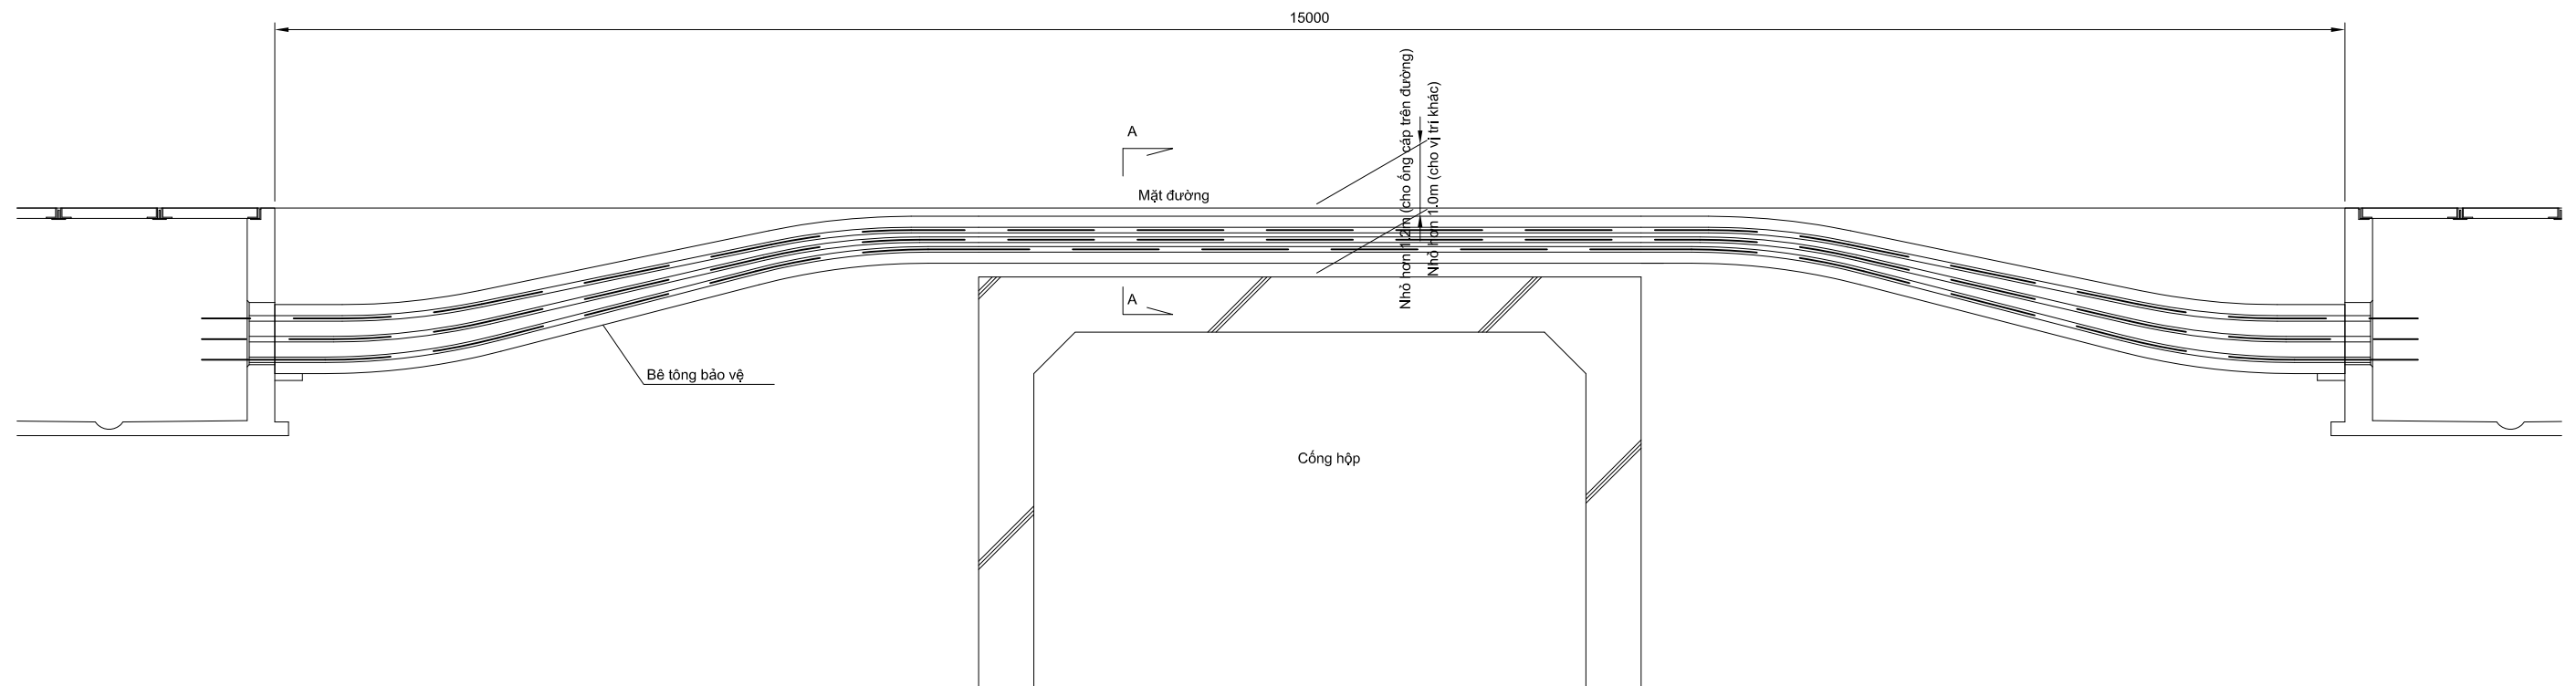 15000
Nhỏ hơn 1.2m (cho ống cáp trên đường)
Nhỏ hơn 1.0m (cho vị trí khác)
A
Mặt đường
A
Bê tông bảo vệ
Cống hộp